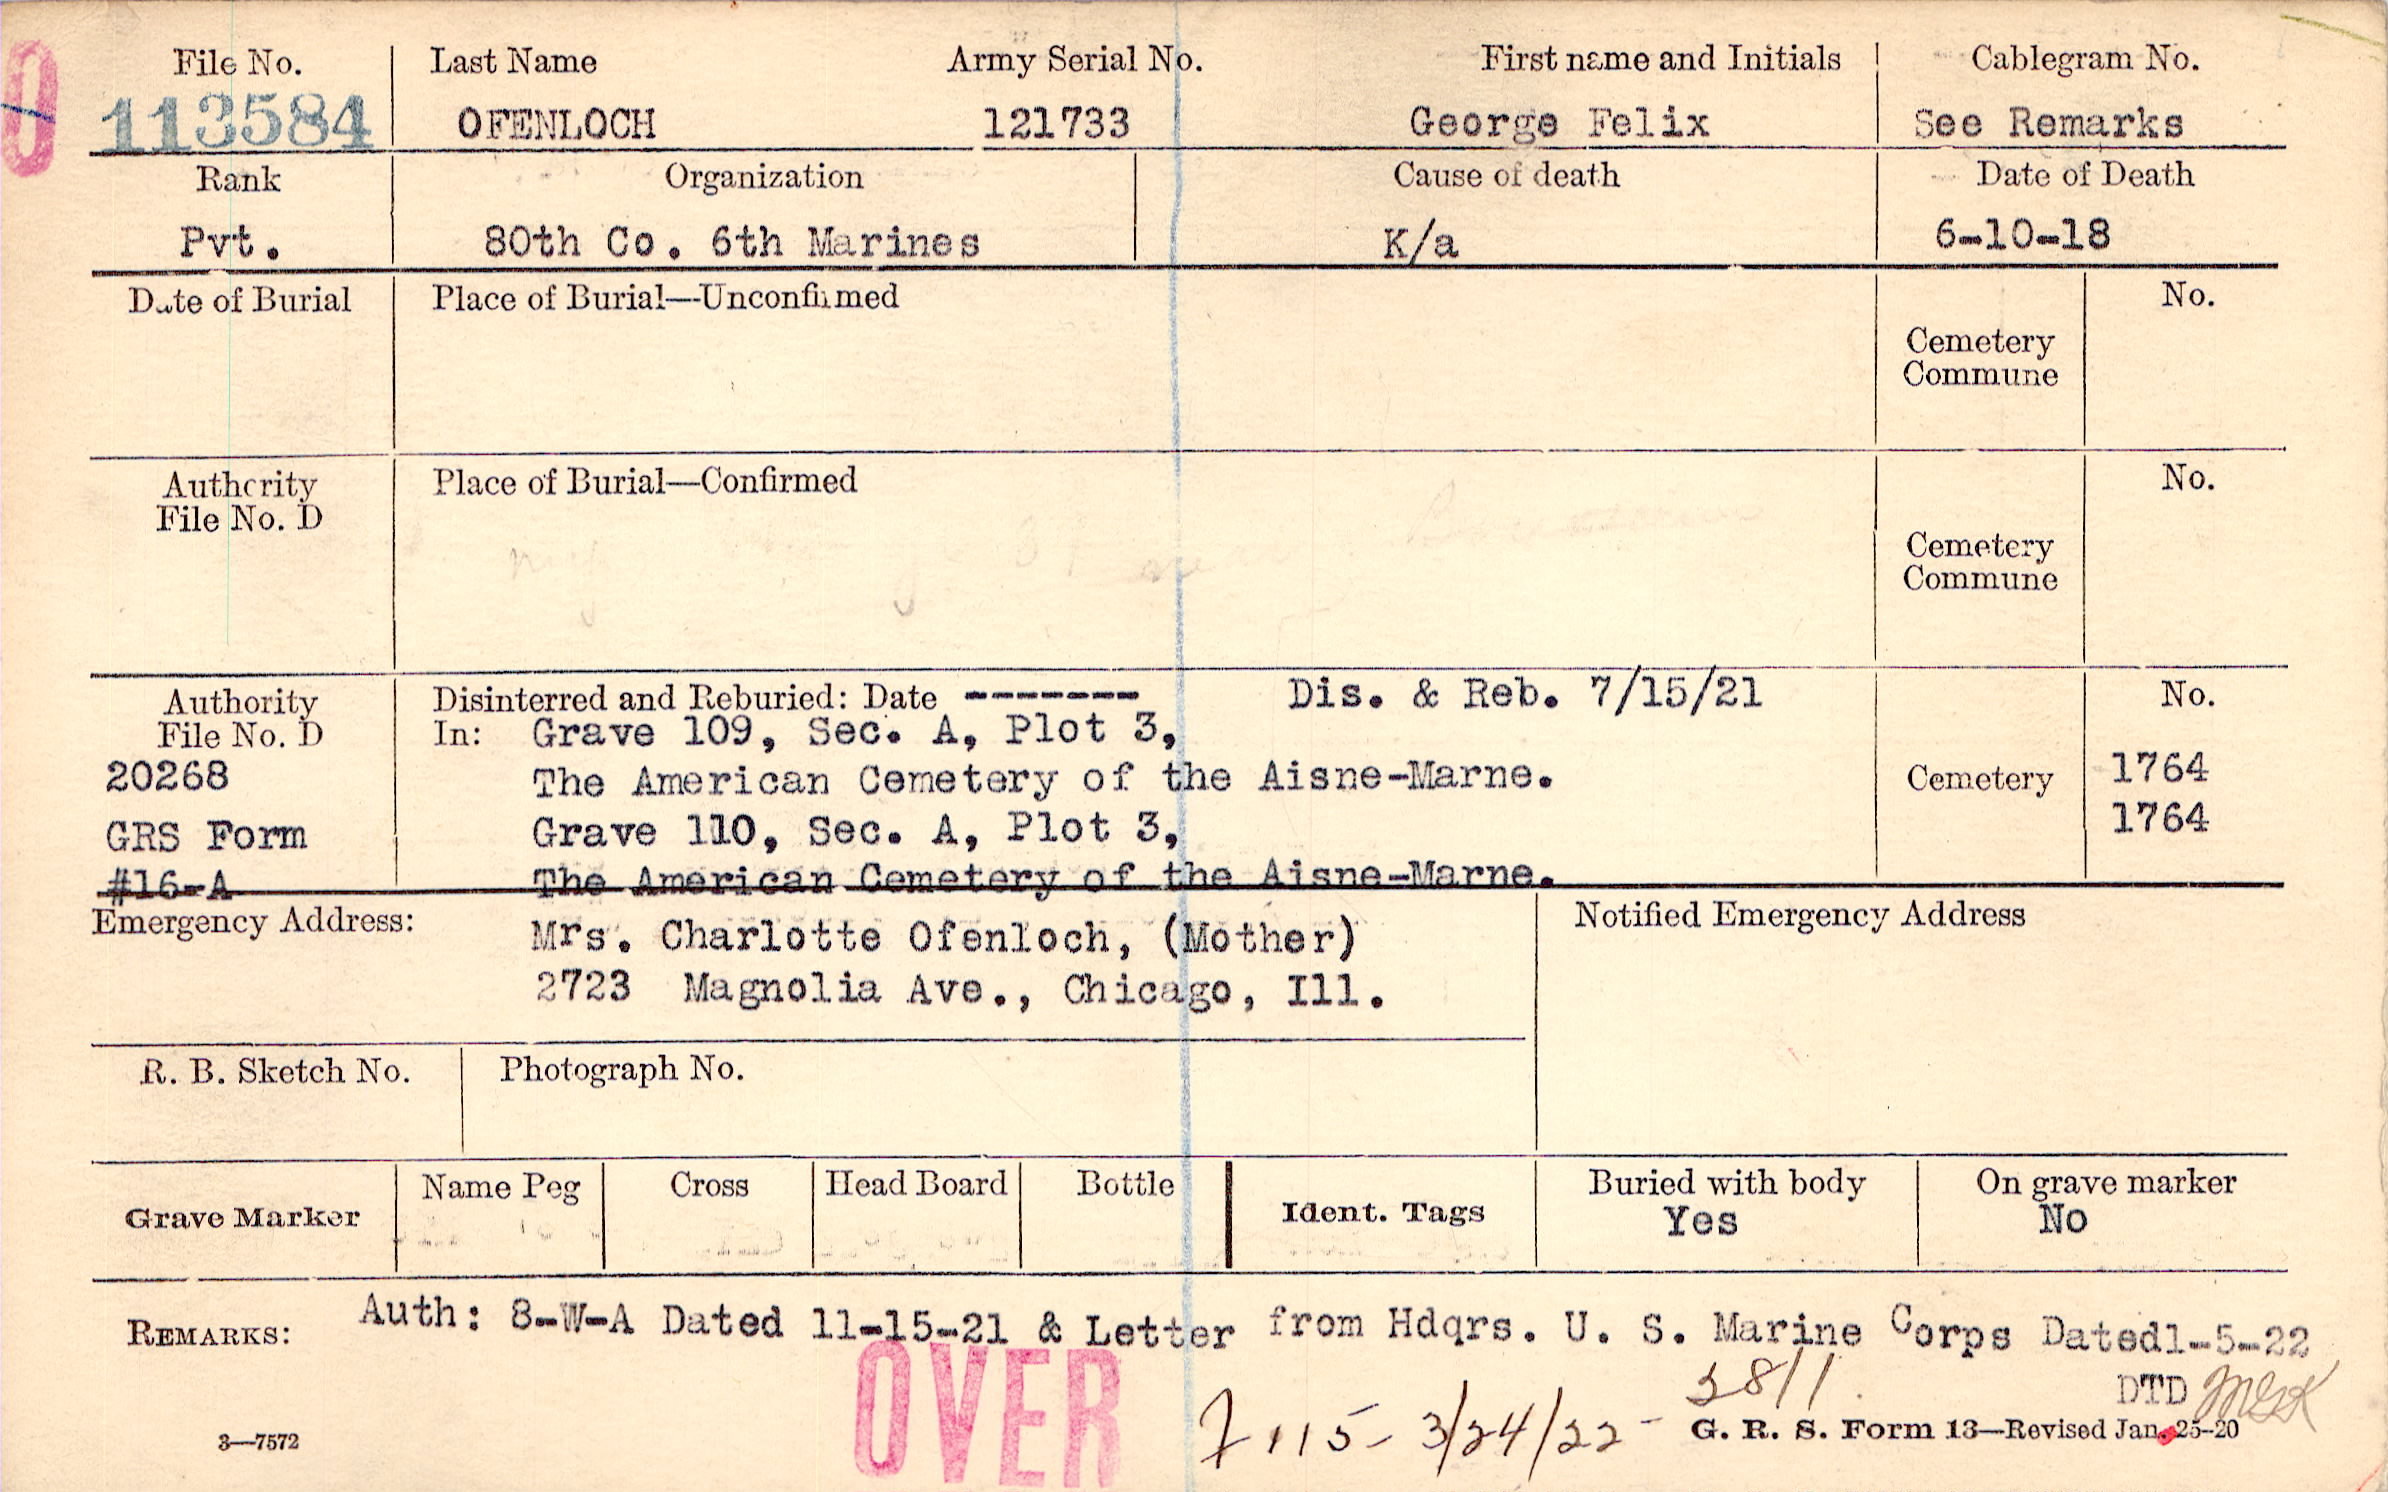 File No. Last Name Army Serial No. First name and Initials Cablegram No.
0 113584 OFENLOCH 121733 George Felix See Remarks
Rank Organization Cause of death Date of Death
Pvt. 80th Co. 6th Marines K/a 6-10-18
Date of Burial Place of Burial—Unconfirmed No.
Cemetery
Commune
Authority Place of Burial—Confirmed No.
File No. D
Cemetery
Commune
Authority Disinterred and Reburied: Date ------- Dis. & Reb. 7/15/21 No.
File No. D In: Grave 109, Sec. A, Plot 3,
20268 The American Cemetery of the Aisne-Marne. Cemetery 1764
GRS Form Grave 110, Sec. A, Plot 3, 1764
#16-A The American Cemetery of the Aisne-Marne.
Emergency Address: Mrs. Charlotte Ofenloch, (Mother) Notified Emergency Address
2723 Magnolia Ave., Chicago, Ill.
R. B. Sketch No. Photograph No.
Grave Marker Name Peg Cross Head Board Bottle Ident. Tags Buried with body On grave marker
Yes No
REMARKS: Auth: 8-W-A Dated 11-15-21 & Letter from Hdqrs. U. S. Marine Corps Dated1-5-22
OVER 2811 DTD
115- 3/24/22-
3—7572 G. R. S. Form 13—Revised Jan. 25-20